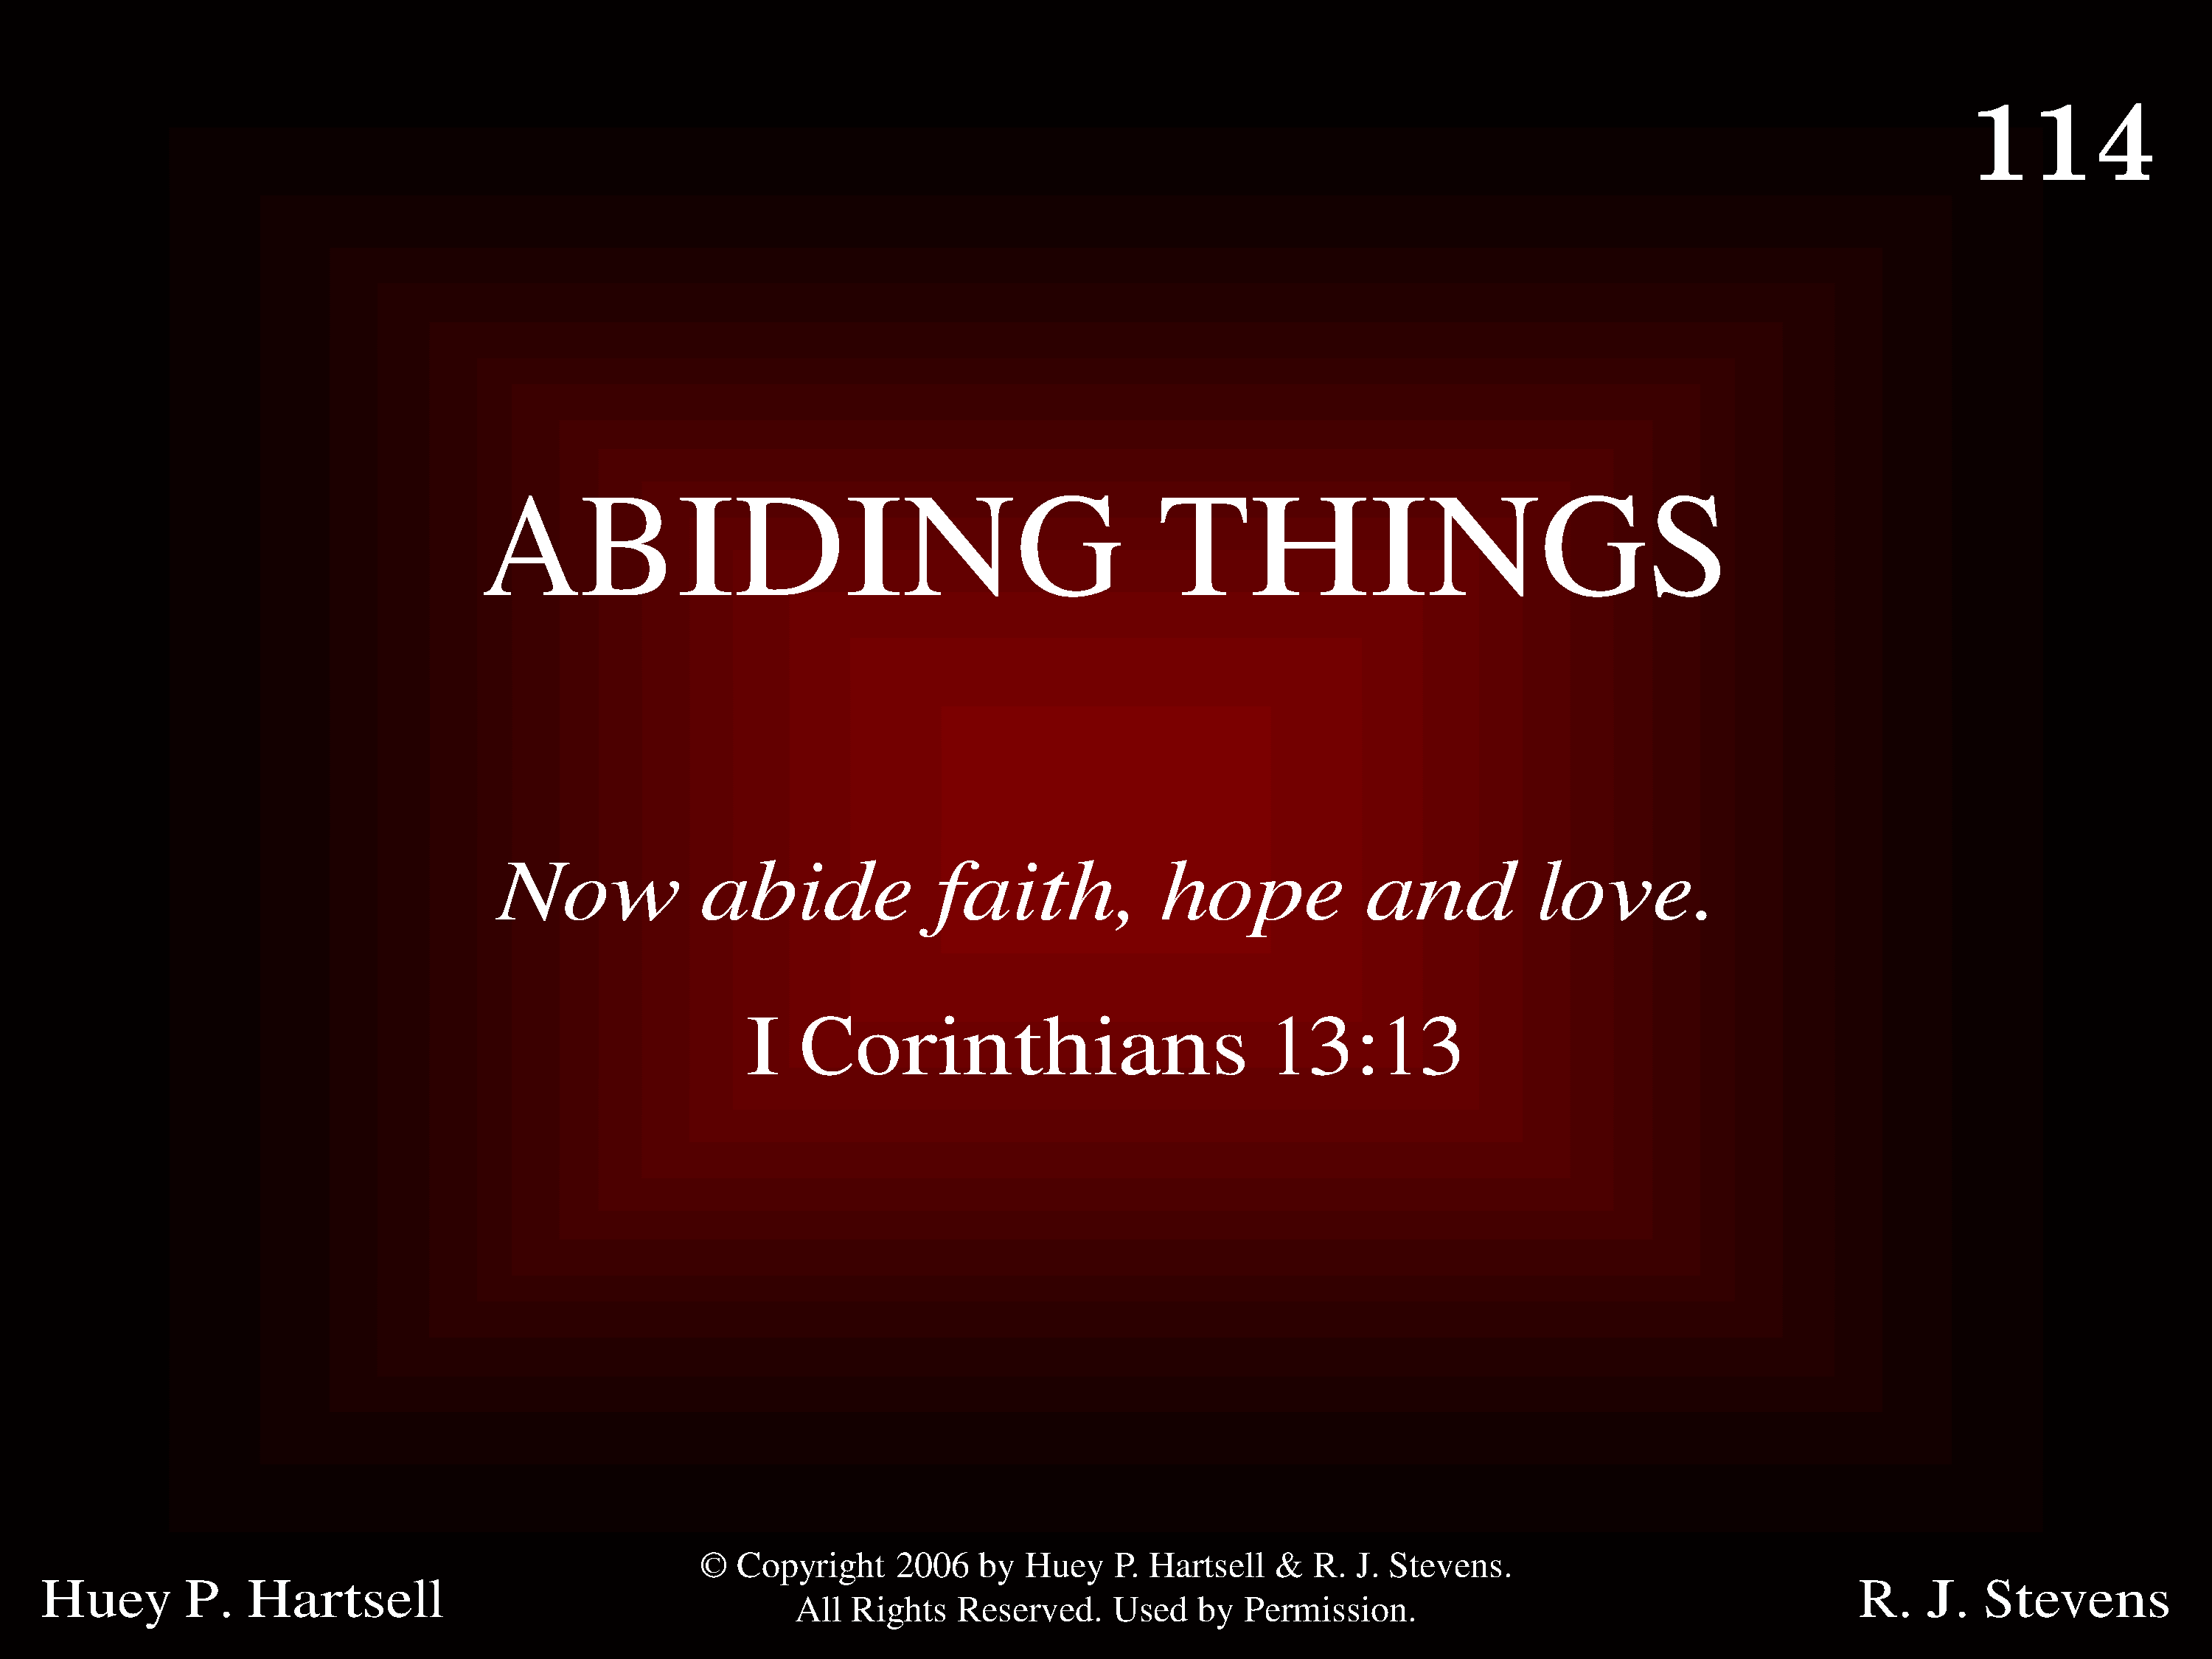 114
ABIDING THINGS
Now abide faith, hope and love.
I Corinthians 13:13
© Copyright 2006 by Huey P. Hartsell & R. J. Stevens.
All Rights Reserved. Used by Permission.
Huey P. Hartsell
R. J. Stevens